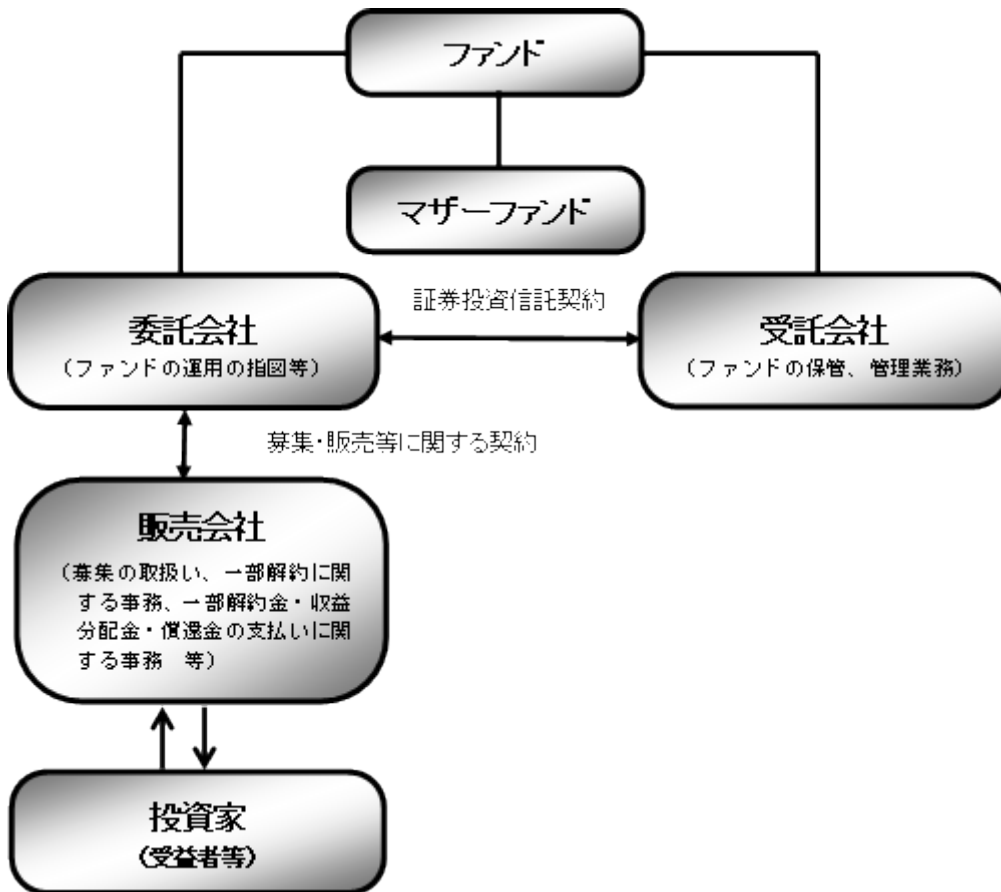 ファンド
マザーファンド
証券投資信託契約
委託会社
(ファンドの運用の指図等)
受託会社
(ファンドの保管、管理業務)
募集・販売等に関する契約
販売会社
(募集の取扱い、一部解約に関
する事務、一部解約金・収益
分配金・償還金の支払いに関
する事務　等)
投資家
(受益者等)